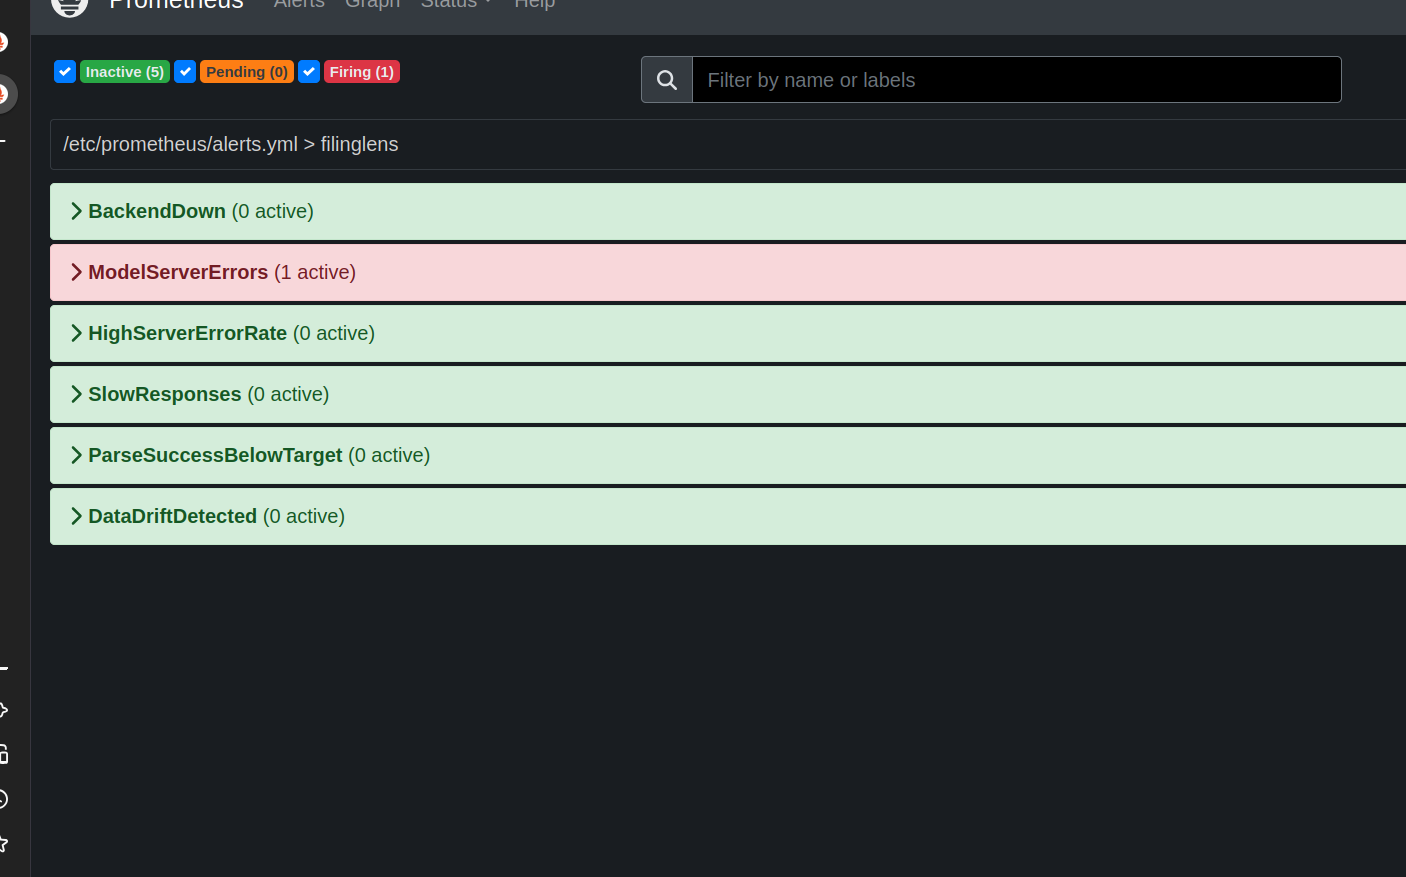 Prometheus Alerts Graph Status Help
Inactive (5) Pending (0) Firing (1)
Filter by name or labels
/etc/prometheus/alerts.yml > filinglens
BackendDown (0 active)
ModelServerErrors (1 active)
HighServerErrorRate (0 active)
SlowResponses (0 active)
ParseSuccessBelowTarget (0 active)
DataDriftDetected (0 active)